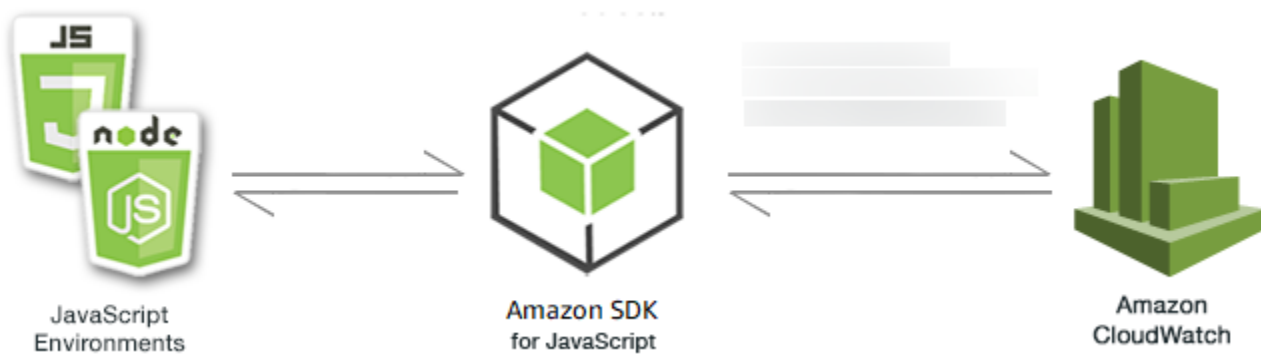 JS
node
JS
JavaScript
Environments
Amazon SDK
for JavaScript
Amazon
CloudWatch